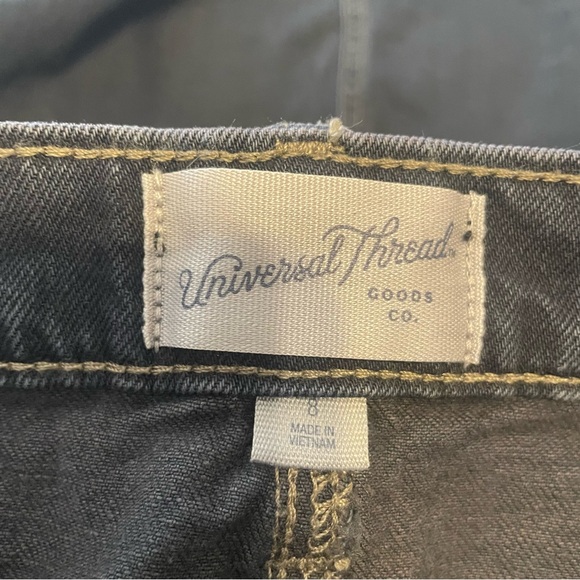 Universal Thread
GOODS
CO.
8
MADE IN
VIETNAM